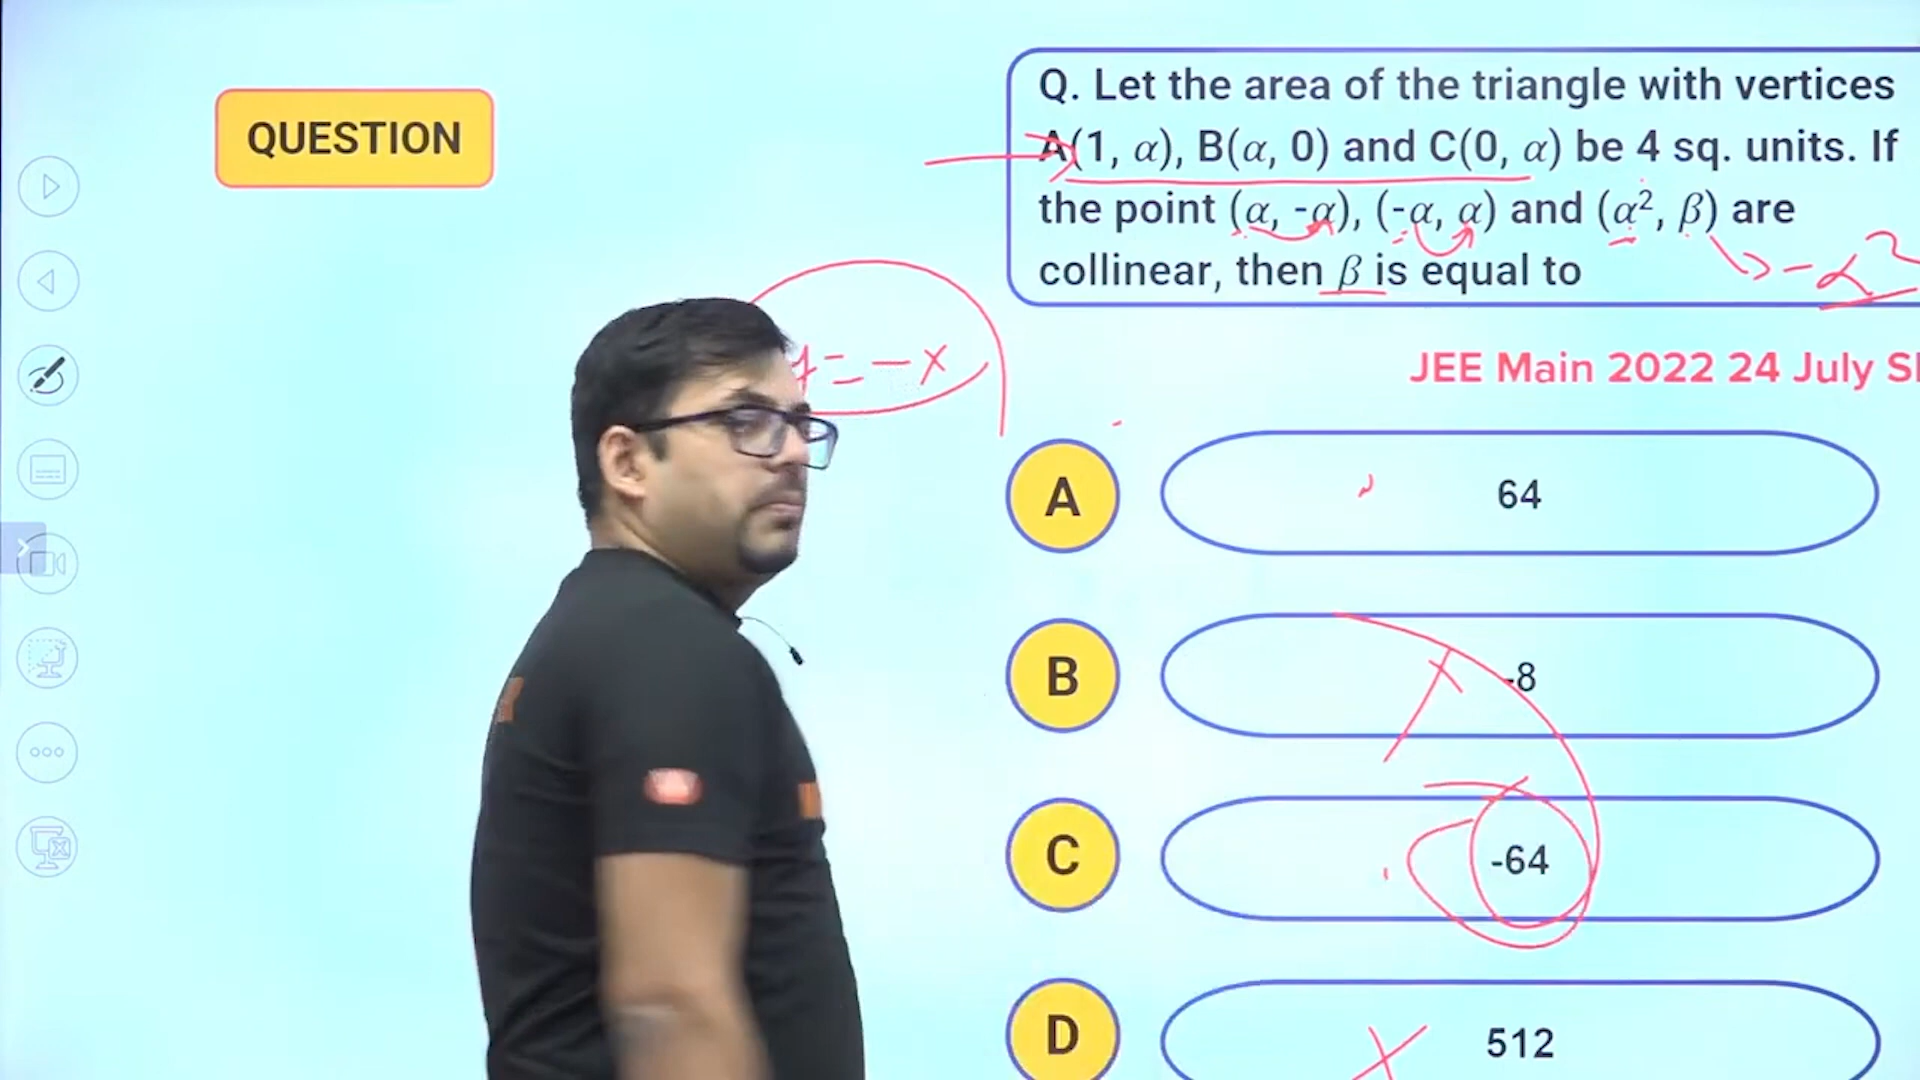 QUESTION
Q. Let the area of the triangle with vertices
A(1, α), B(α, 0) and C(0, α) be 4 sq. units. If
the point (α, -α), (-α, α) and (α², β) are
collinear, then β is equal to
-α²
= -x
JEE Main 2022 24 July
A
64
B
-8
C
-64
D
512